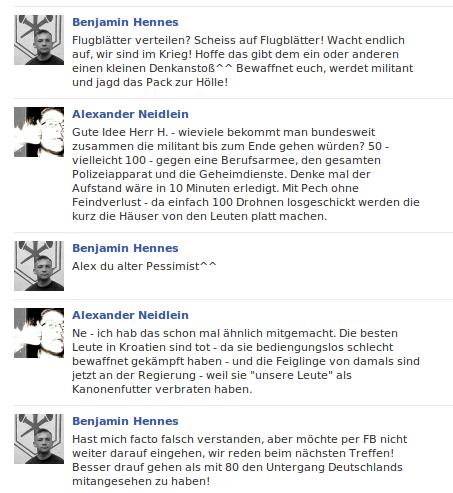 Benjamin Hennes
Flugblätter verteilen? Scheiss auf Flugblätter! Wacht endlich
auf, wir sind im Krieg! Hoffe das gibt dem ein oder anderen
einen kleinen Denkanstoß^^ Bewaffnet euch, werdet militant
und jagd das Pack zur Hölle!
Alexander Neidlein
Gute Idee Herr H. - wieviele bekommt man bundesweit
zusammen die militant bis zum Ende gehen würden? 50 -
vielleicht 100 - gegen eine Berufsarmee, den gesamten
Polizeiapparat und die Geheimdienste. Denke mal der
Aufstand wäre in 10 Minuten erledigt. Mit Pech ohne
Feindverlust - da einfach 100 Drohnen losgeschickt werden die
kurz die Häuser von den Leuten platt machen.
Benjamin Hennes
Alex du alter Pessimist^^
Alexander Neidlein
Ne - ich hab das schon mal ähnlich mitgemacht. Die besten
Leute in Kroatien sind tot - da sie bediengungslos schlecht
bewaffnet gekämpft haben - und die Feiglinge von damals sind
jetzt an der Regierung - weil sie "unsere Leute" als
Kanonenfutter verbraten haben.
Benjamin Hennes
Hast mich facto falsch verstanden, aber möchte per FB nicht
weiter darauf eingehen, wir reden beim nächsten Treffen!
Besser drauf gehen als mit 80 den Untergang Deutschlands
mitangesehen zu haben!